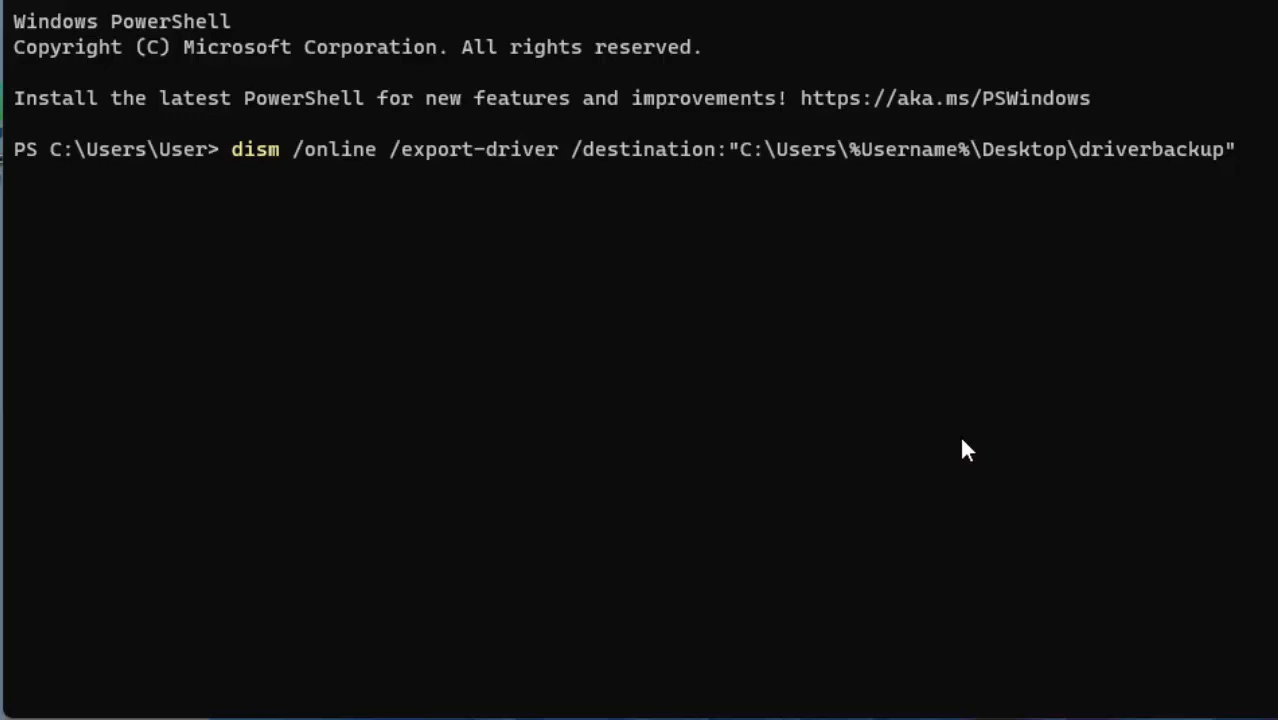 Windows PowerShell
Copyright (C) Microsoft Corporation. All rights reserved.
Install the latest PowerShell for new features and improvements! https://aka.ms/PSWindows
PS C:\Users\User> dism /online /export-driver /destination:"C:\Users\%Username%\Desktop\driverbackup"